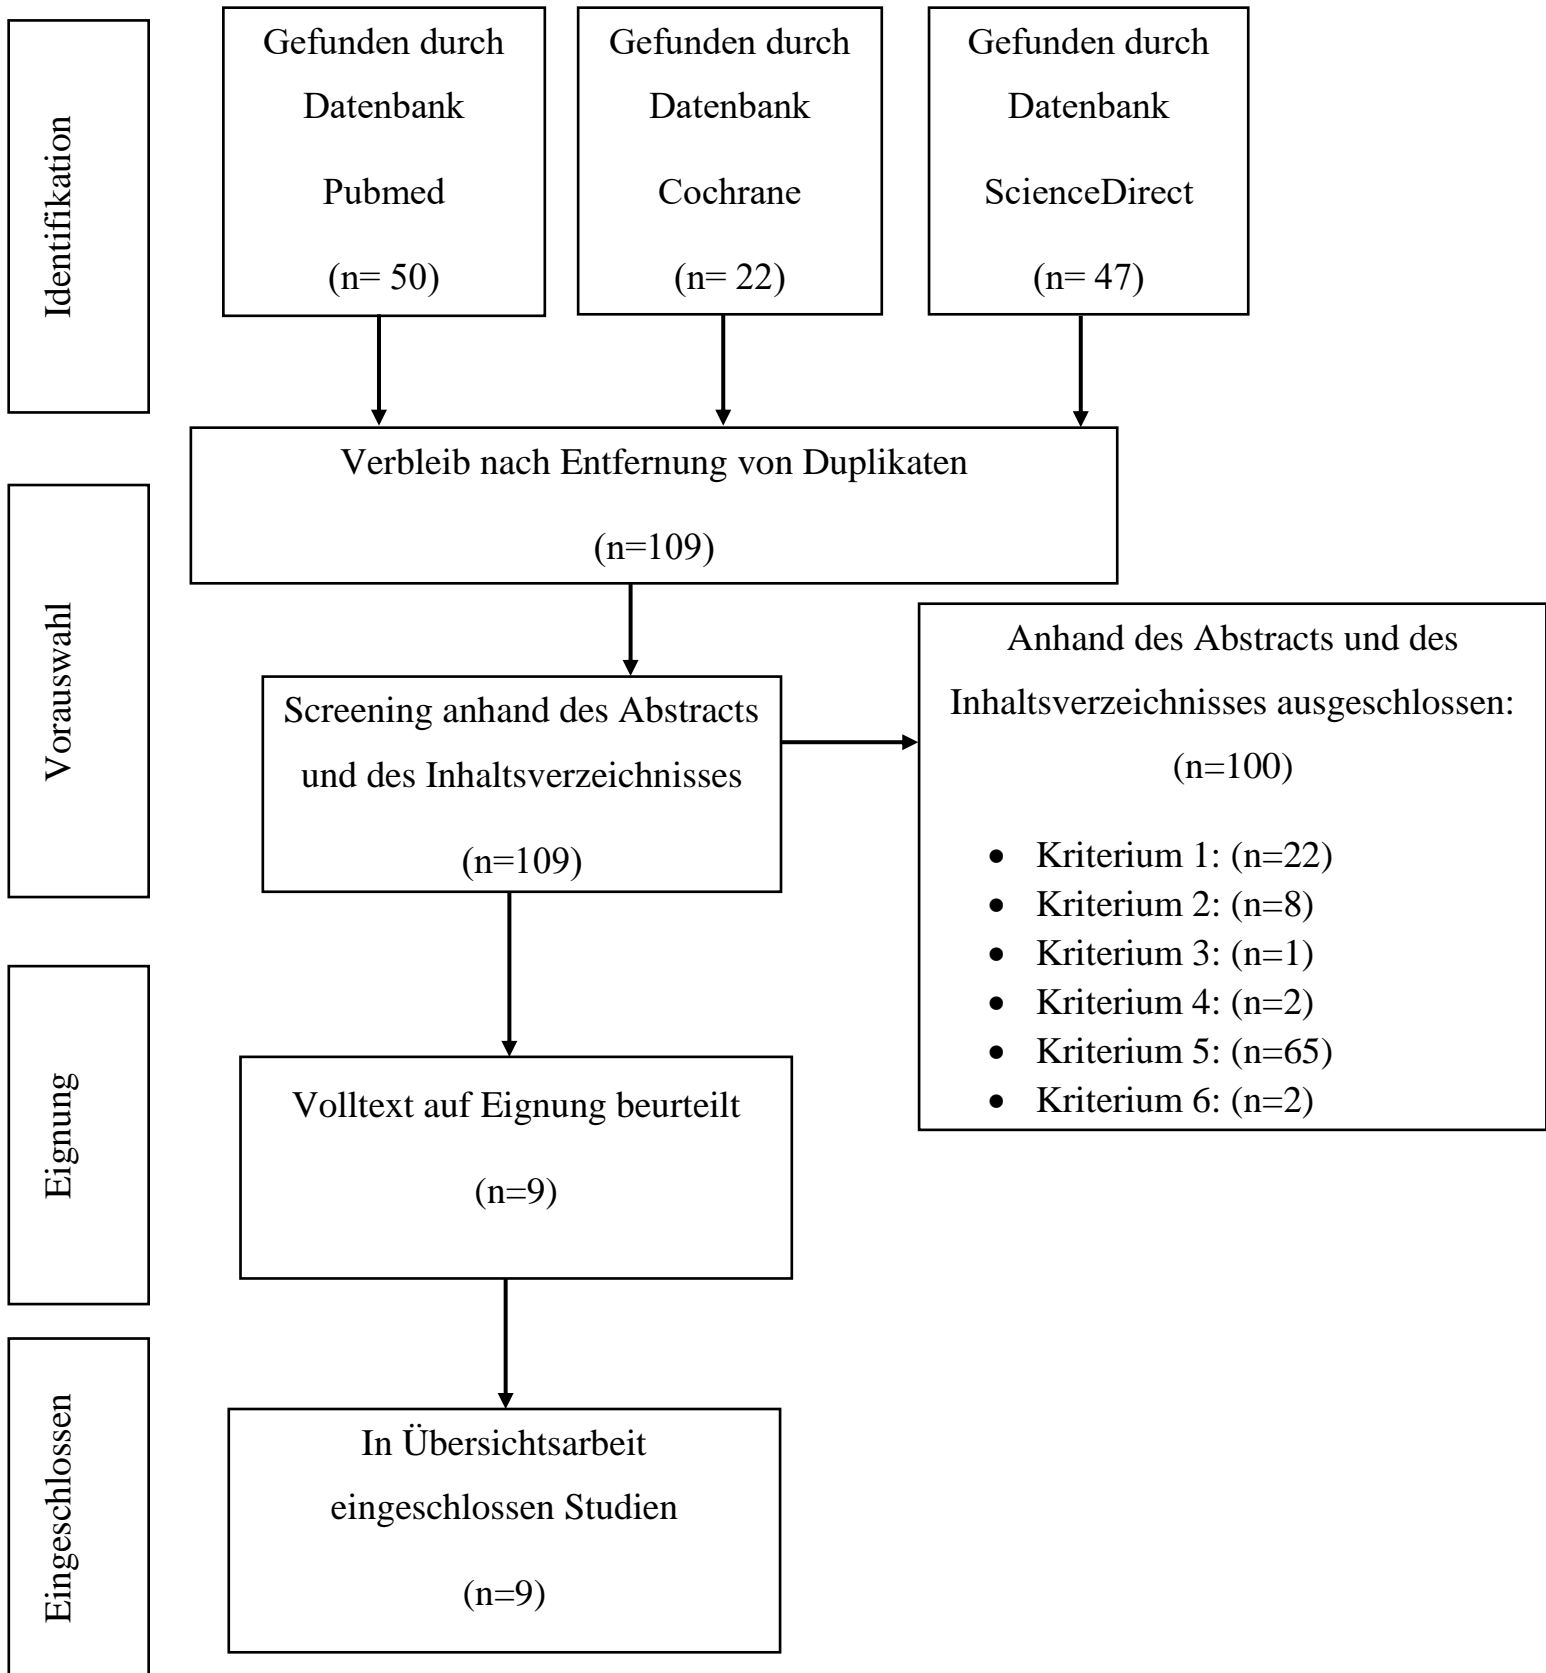 Identifikation
Gefunden durch
Datenbank
Pubmed
(n= 50)
Gefunden durch
Datenbank
Cochrane
(n= 22)
Gefunden durch
Datenbank
ScienceDirect
(n= 47)
Verbleib nach Entfernung von Duplikaten
(n=109)
Vorauswahl
Screening anhand des Abstracts
und des Inhaltsverzeichnisses
(n=109)
Anhand des Abstracts und des
Inhaltsverzeichnisses ausgeschlossen:
(n=100)
• Kriterium 1: (n=22)
• Kriterium 2: (n=8)
• Kriterium 3: (n=1)
• Kriterium 4: (n=2)
• Kriterium 5: (n=65)
• Kriterium 6: (n=2)
Eignung
Volltext auf Eignung beurteilt
(n=9)
Eingeschlossen
In Übersichtsarbeit
eingeschlossen Studien
(n=9)